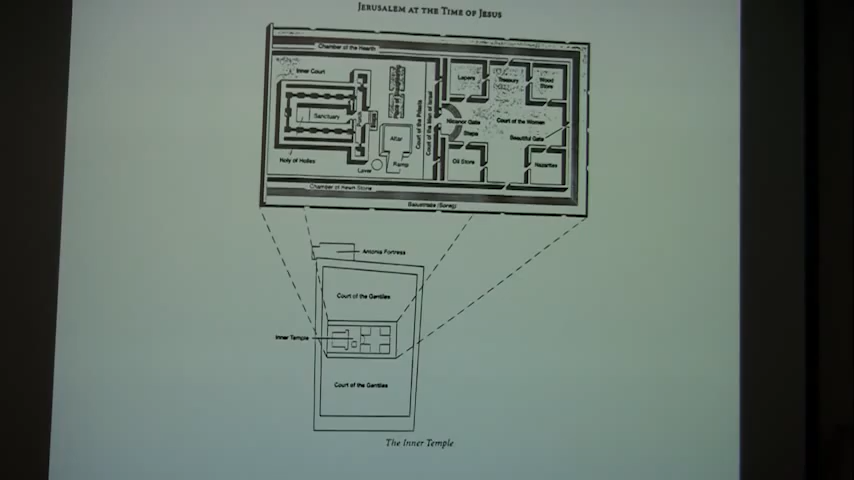 JERUSALEM AT THE TIME OF JESUS
Chamber of the Hearth
Inner Court
Sanctuary
Porch
Holy of Holies
Laver
Altar
Ramp
Court of the Priests
Court of the Men of Israel
Lepers
Treasury
Wood
Store
Nicanor Gate
Steps
Court of the Women
Beautiful Gate
Oil Store
Nazarites
Chamber of Hewn Stone
Balustrade (Soreg)
Antonia Fortress
Court of the Gentiles
Inner Temple
Court of the Gentiles
The Inner Temple